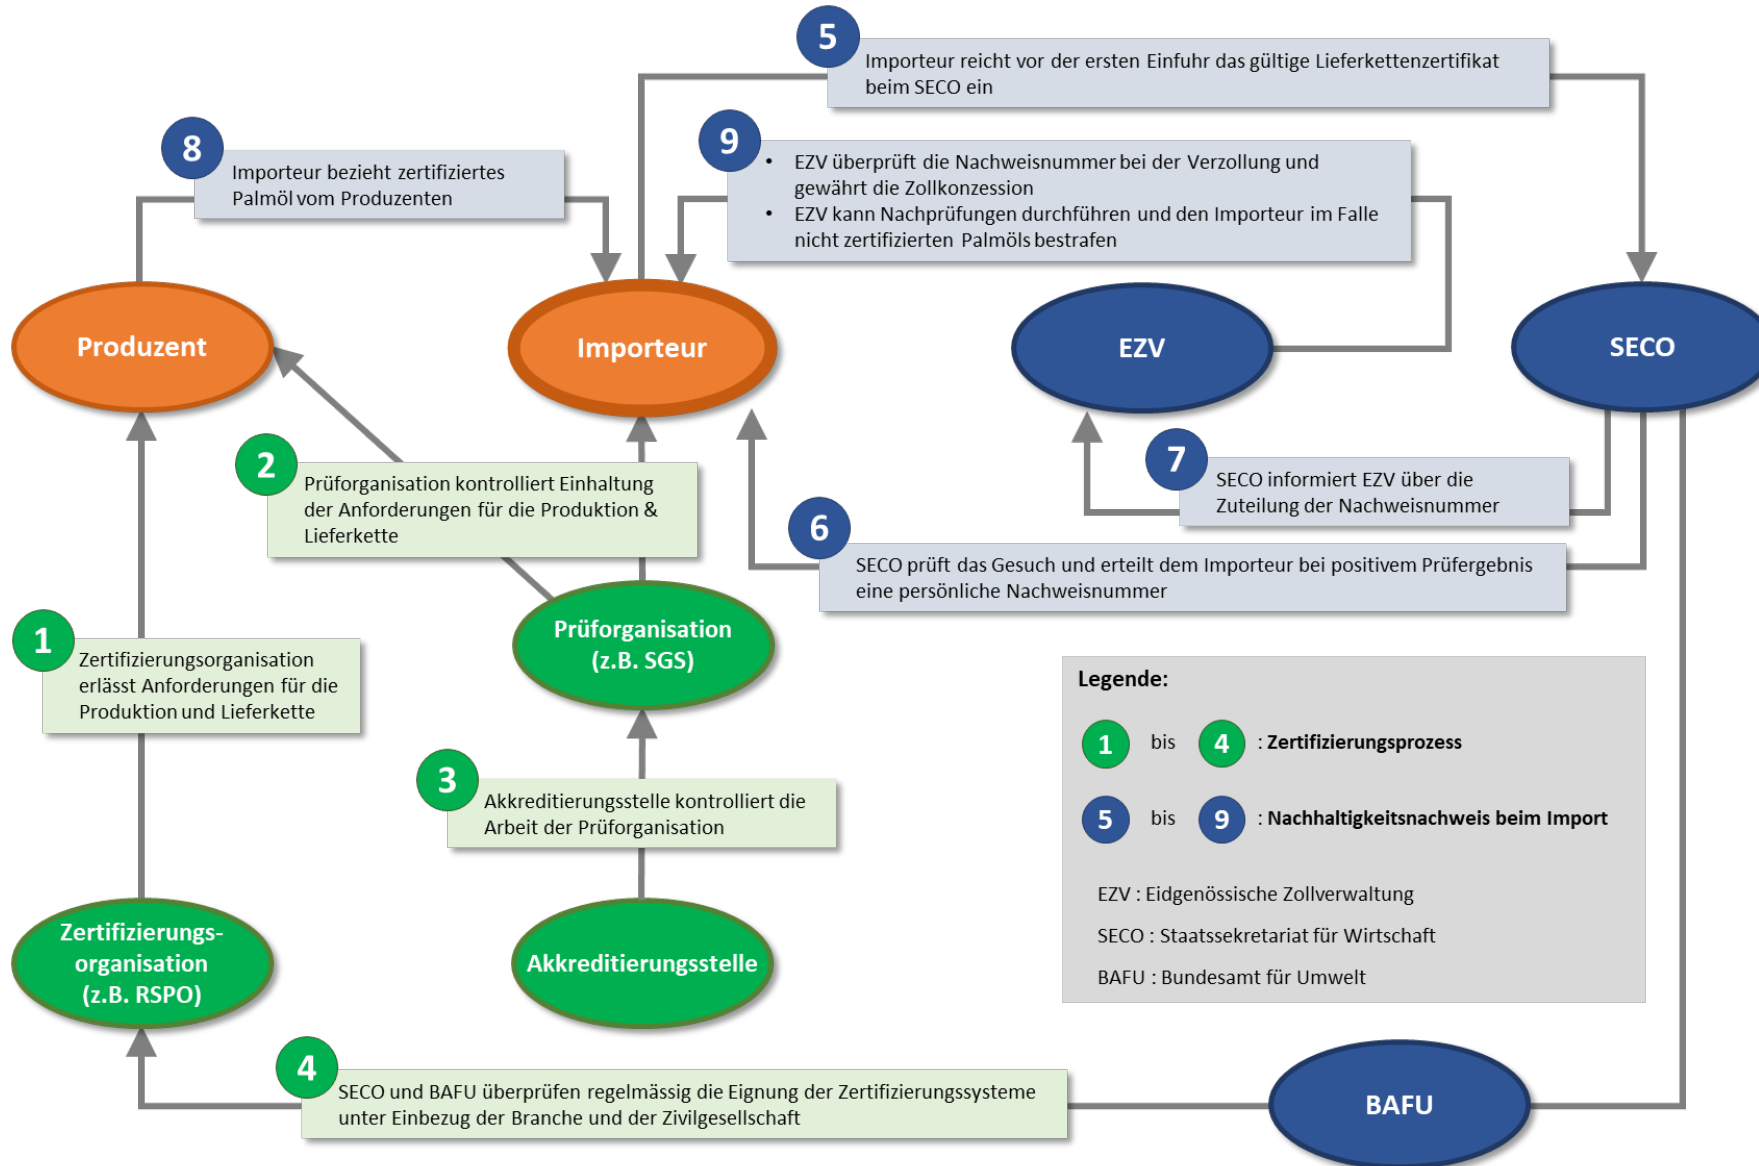 5
Importeur reicht vor der ersten Einfuhr das gültige Lieferkettenzertifikat
beim SECO ein
8
Importeur bezieht zertifiziertes
Palmöl vom Produzenten
9
• EZV überprüft die Nachweisnummer bei der Verzollung und
gewährt die Zollkonzession
• EZV kann Nachprüfungen durchführen und den Importeur im Falle
nicht zertifizierten Palmöls bestrafen
Produzent
Importeur
EZV
SECO
2
Prüforganisation kontrolliert Einhaltung
der Anforderungen für die Produktion &
Lieferkette
7
SECO informiert EZV über die
Zuteilung der Nachweisnummer
6
SECO prüft das Gesuch und erteilt dem Importeur bei positivem Prüfergebnis
eine persönliche Nachweisnummer
1
Zertifizierungsorganisation
erlässt Anforderungen für die
Produktion und Lieferkette
Prüforganisation
(z.B. SGS)
3
Akkreditierungsstelle kontrolliert die
Arbeit der Prüforganisation
Legende:
1 bis 4 : Zertifizierungsprozess
5 bis 9 : Nachhaltigkeitsnachweis beim Import
EZV : Eidgenössische Zollverwaltung
SECO : Staatssekretariat für Wirtschaft
BAFU : Bundesamt für Umwelt
Zertifizierungs-
organisation
(z.B. RSPO)
Akkreditierungsstelle
4
SECO und BAFU überprüfen regelmässig die Eignung der Zertifizierungssysteme
unter Einbezug der Branche und der Zivilgesellschaft
BAFU